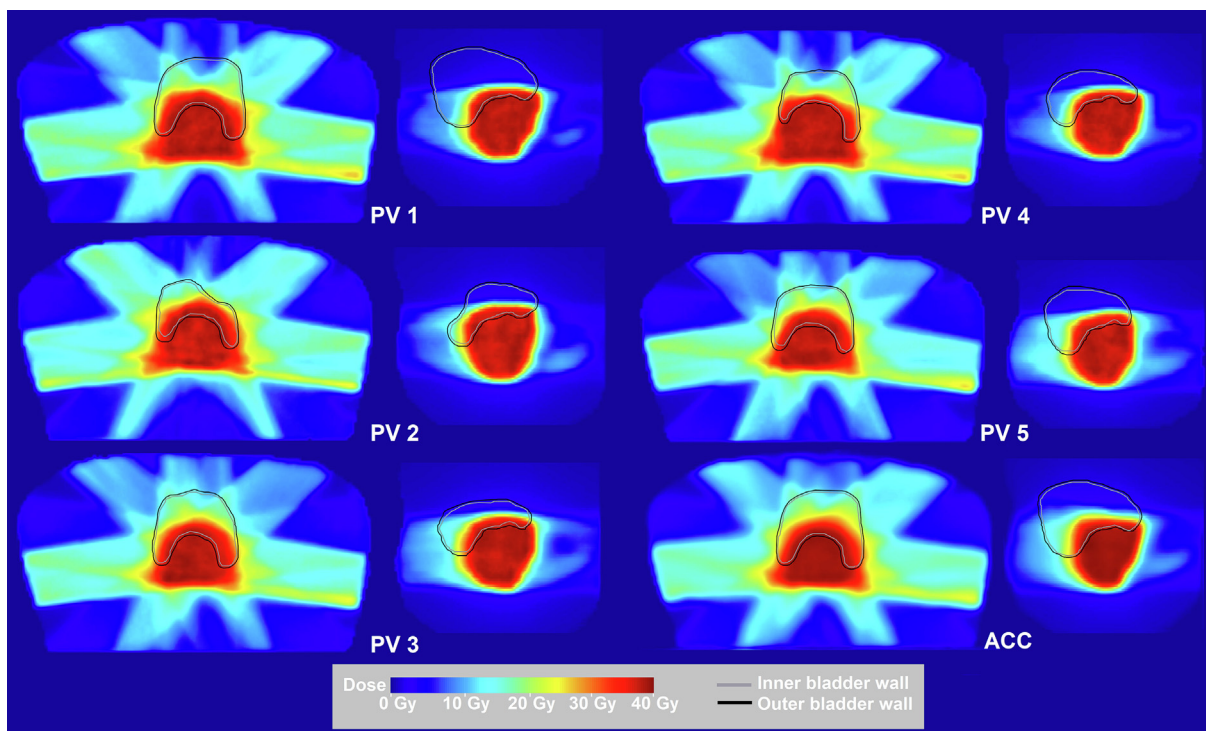 PV 1
PV 4
PV 2
PV 5
PV 3
ACC
Dose
0 Gy 10 Gy 20 Gy 30 Gy 40 Gy
Inner bladder wall
Outer bladder wall